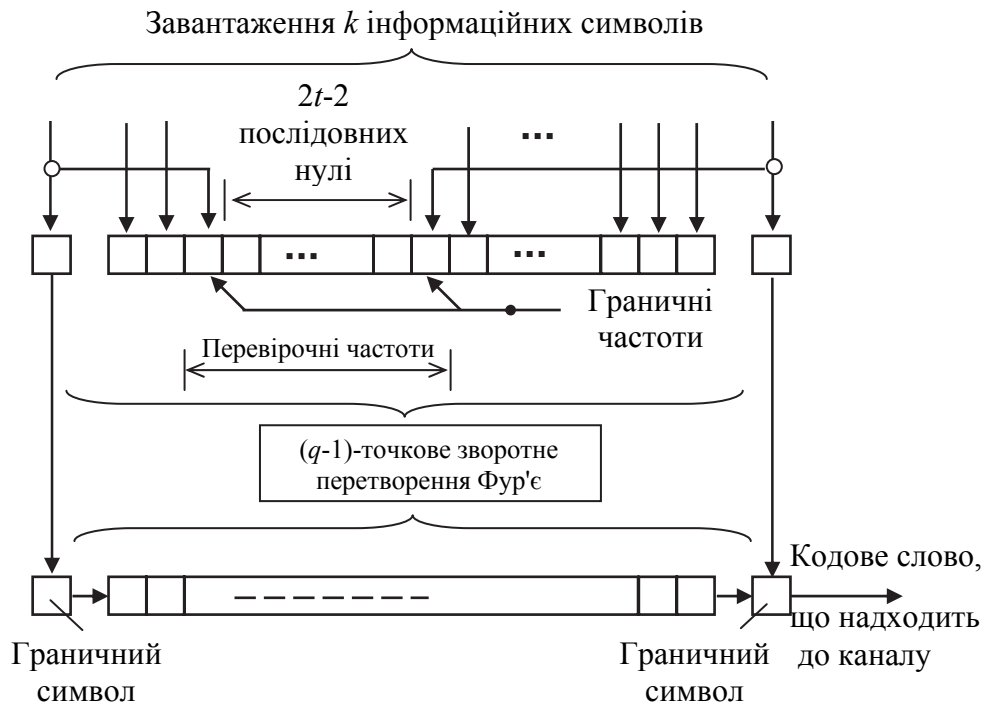 Завантаження k інформаційних символів
2t-2
послідовних
нулі
...
...
...
Граничні
частоти
Перевірочні частоти
(q-1)-точкове зворотне
перетворення Фур'є
Кодове слово,
що надходить
до каналу
Граничний
символ
Граничний
символ